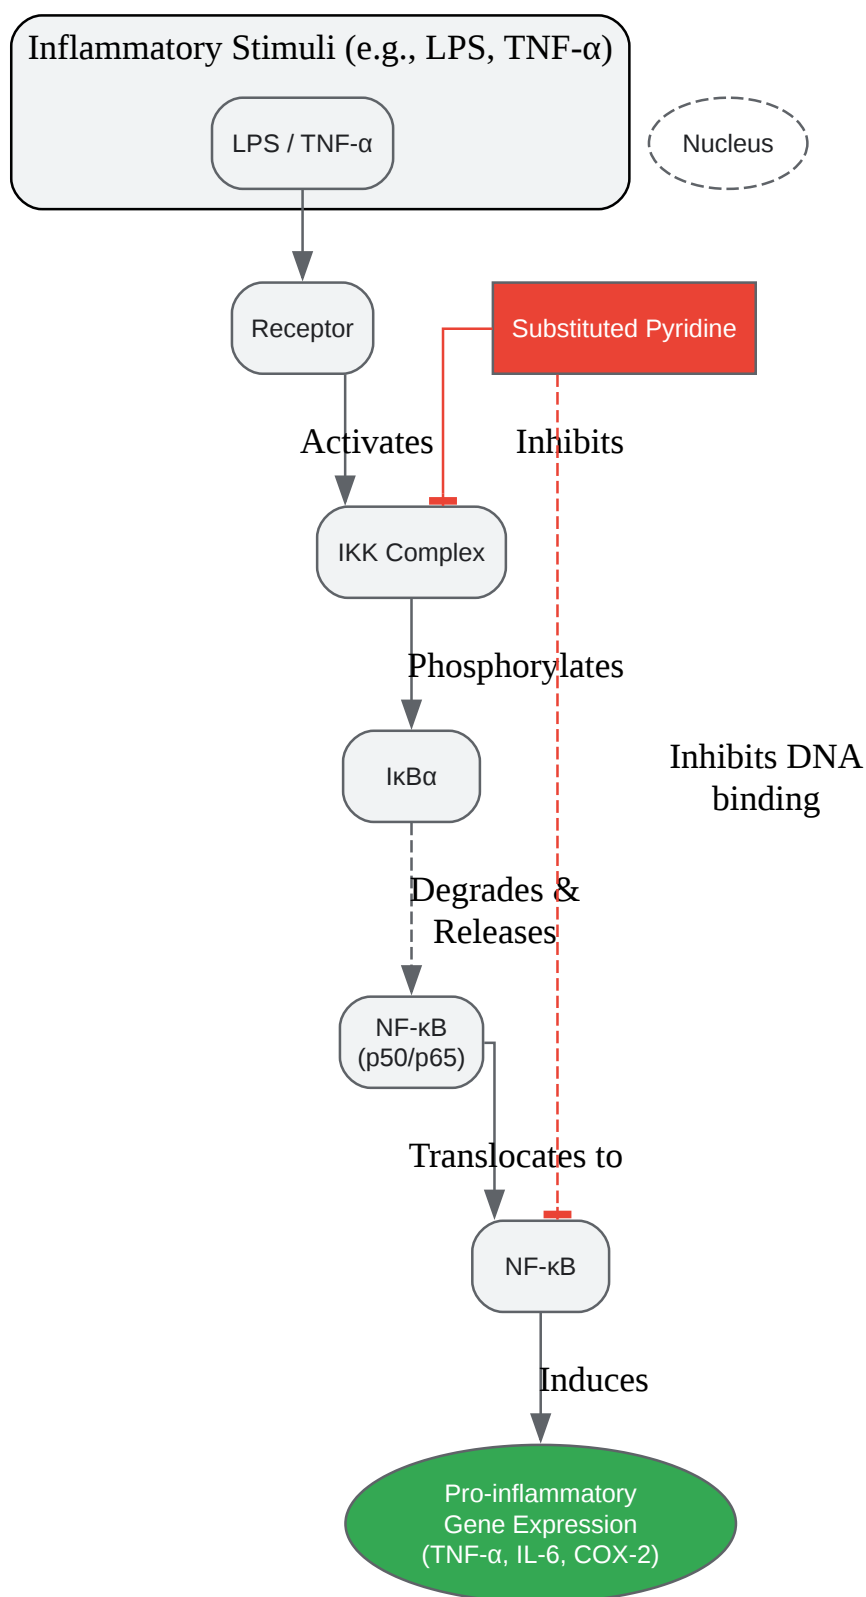 Inflammatory Stimuli (e.g., LPS, TNF-α)
LPS / TNF-α
Nucleus
Receptor
Substituted Pyridine
Activates
Inhibits
IKK Complex
Phosphorylates
Inhibits DNA
binding
IκBα
Degrades &
Releases
NF-κB
(p50/p65)
Translocates to
NF-κB
Induces
Pro-inflammatory
Gene Expression
(TNF-α, IL-6, COX-2)